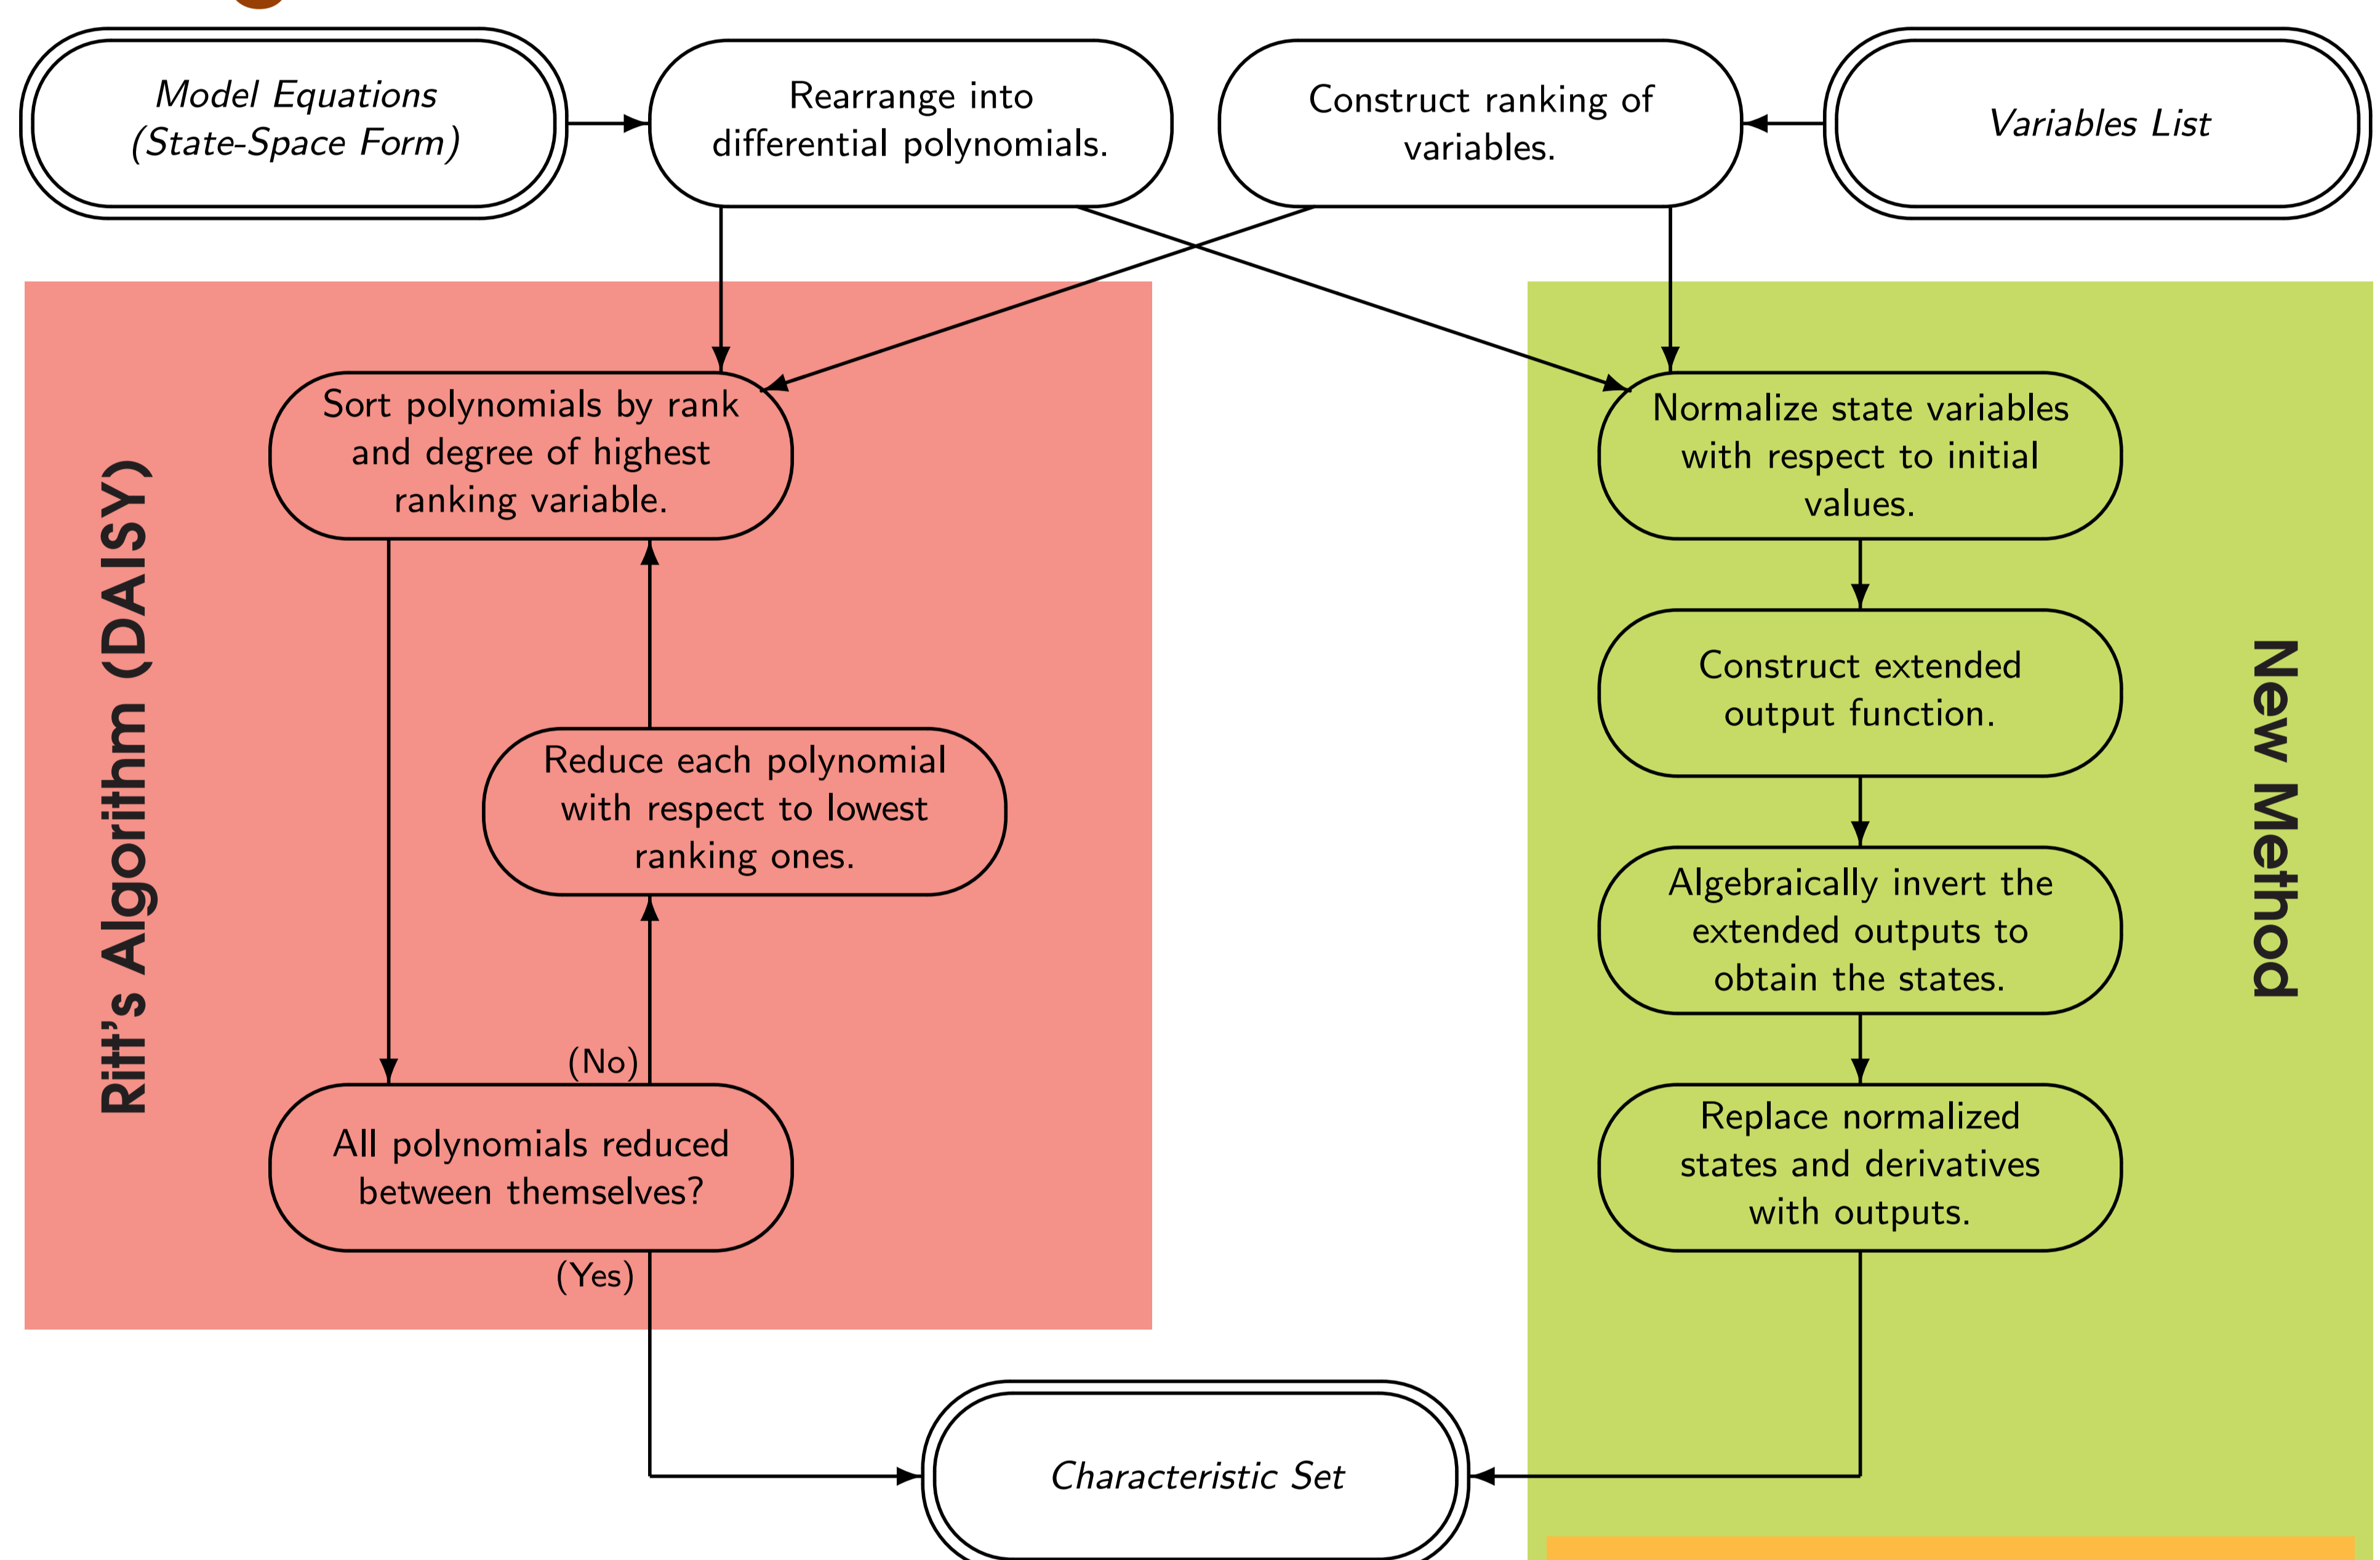 Model Equations
(State-Space Form)
Rearrange into
differential polynomials.
Construct ranking of
variables.
Variables List
Ritt's Algorithm (DAISY)
Sort polynomials by rank
and degree of highest
ranking variable.
Reduce each polynomial
with respect to lowest
ranking ones.
(No)
All polynomials reduced
between themselves?
(Yes)
New Method
Normalize state variables
with respect to initial
values.
Construct extended
output function.
Algebraically invert the
extended outputs to
obtain the states.
Replace normalized
states and derivatives
with outputs.
Characteristic Set